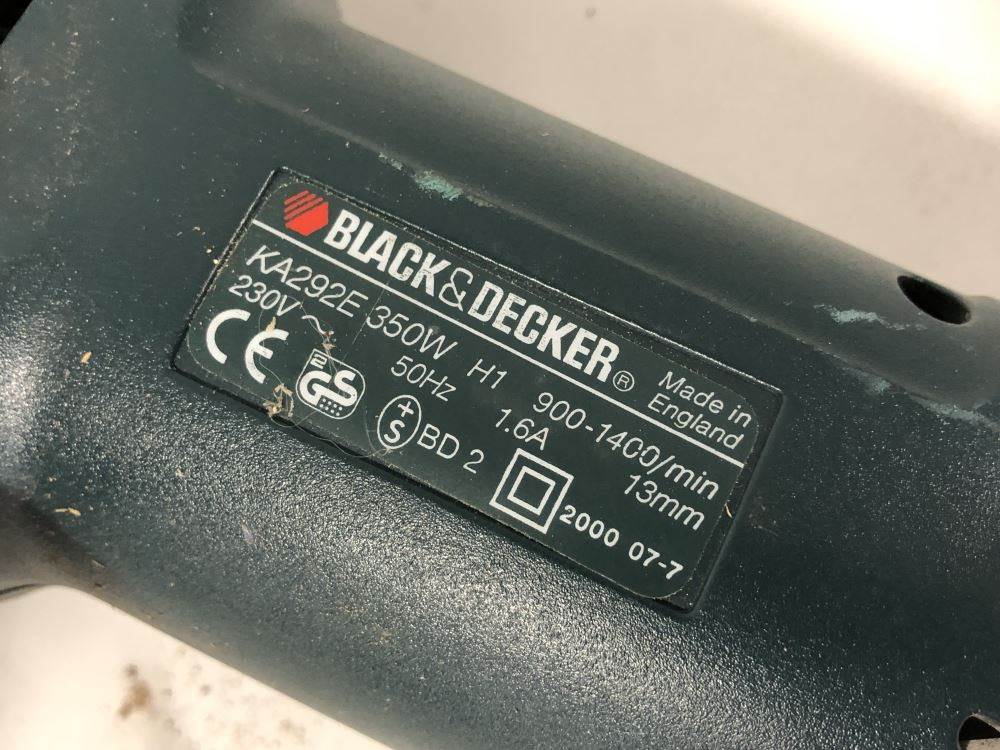 BLACK&DECKER® Made in England
KA292E 350W H1 900-1400/min
230V ~ 50Hz 1.6A 13mm
CE 2 GS +S BD 2 2000 07-7